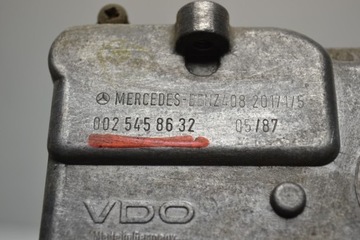 MERCEDES-BENZ 408.201/1/5
002 545 86 32 05/87
VDO